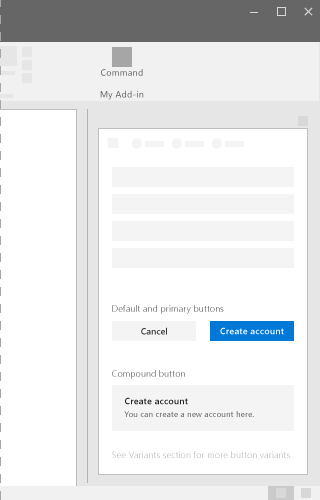 Command
My Add-in
Default and primary buttons
Cancel
Create account
Compound button
Create account
You can create a new account here.
See Variants section for more button variants